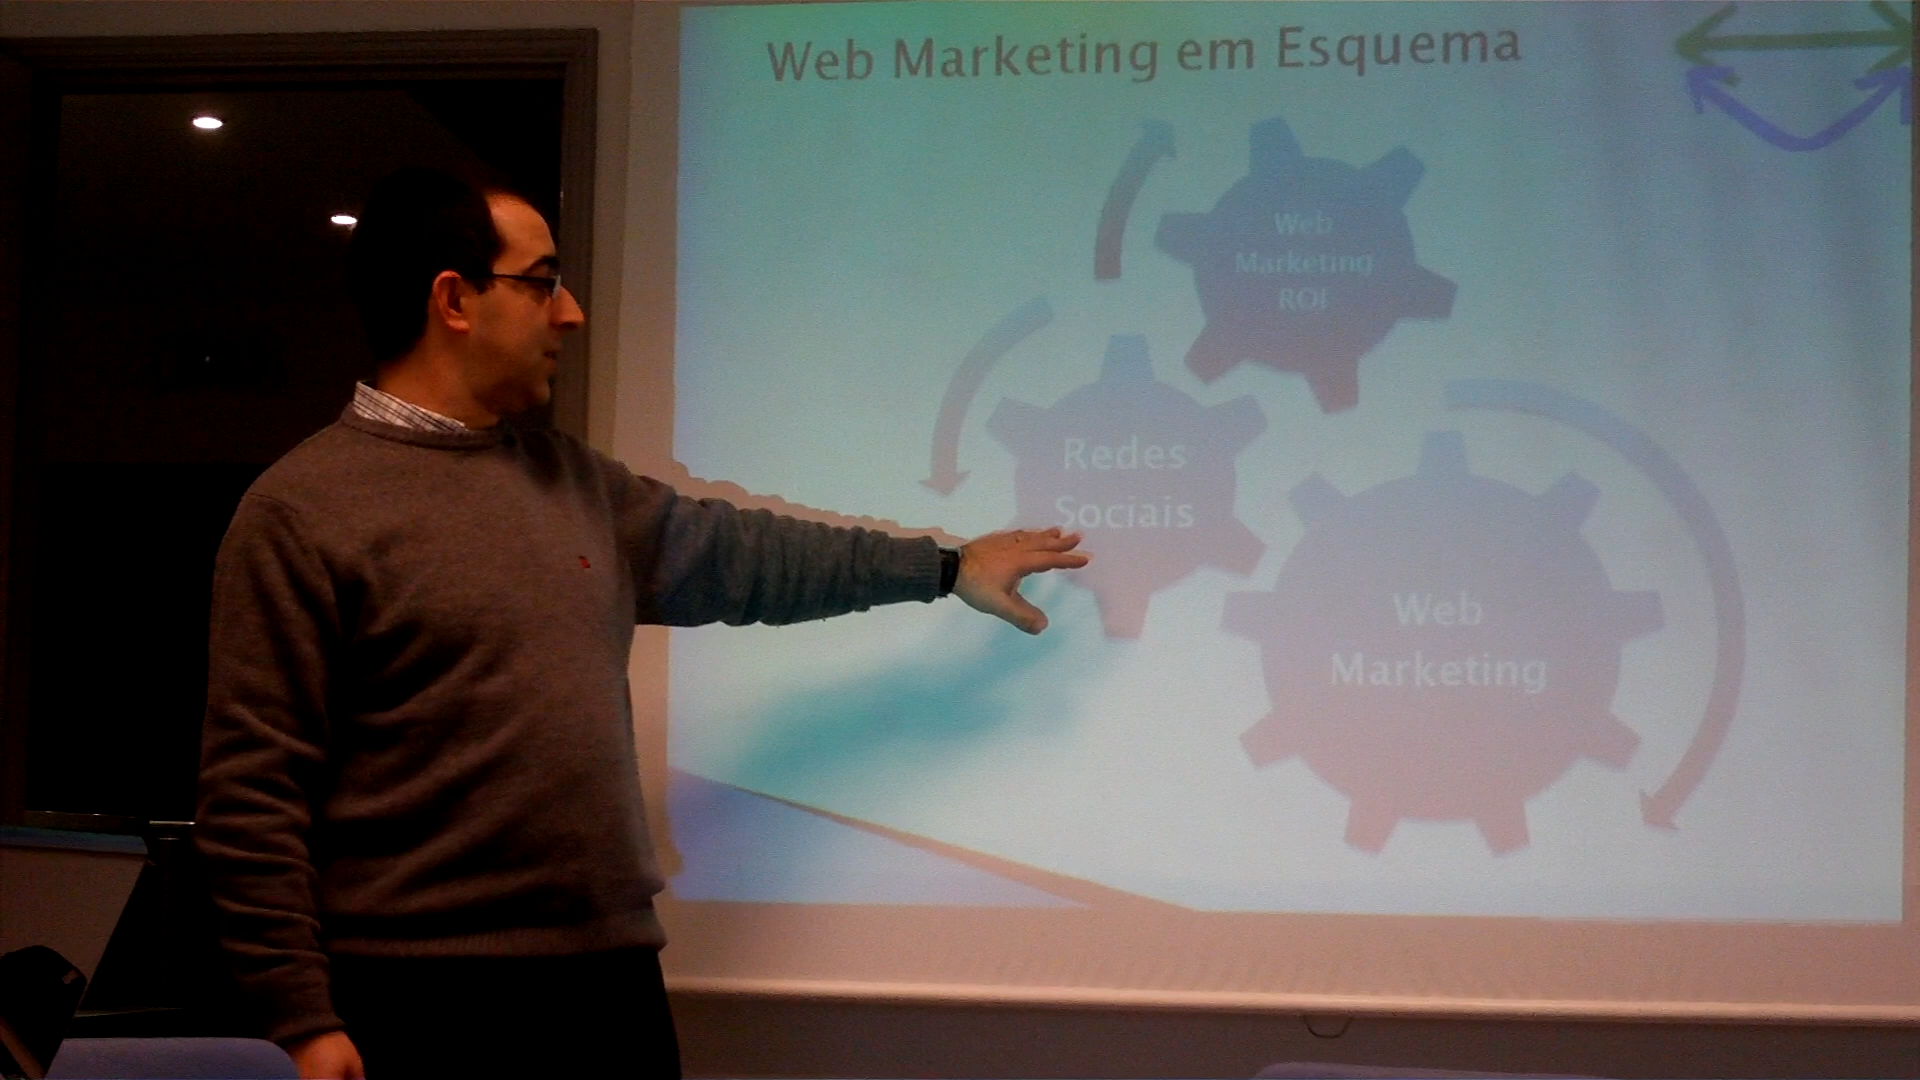 Web Marketing em Esquema
Web
Marketing
ROI
Redes
Sociais
Web
Marketing